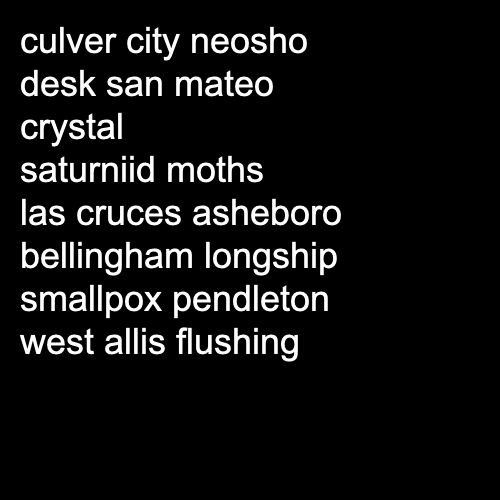 culver city neosho
desk san mateo
crystal
saturniid moths
las cruces asheboro
bellingham longship
smallpox pendleton
west allis flushing